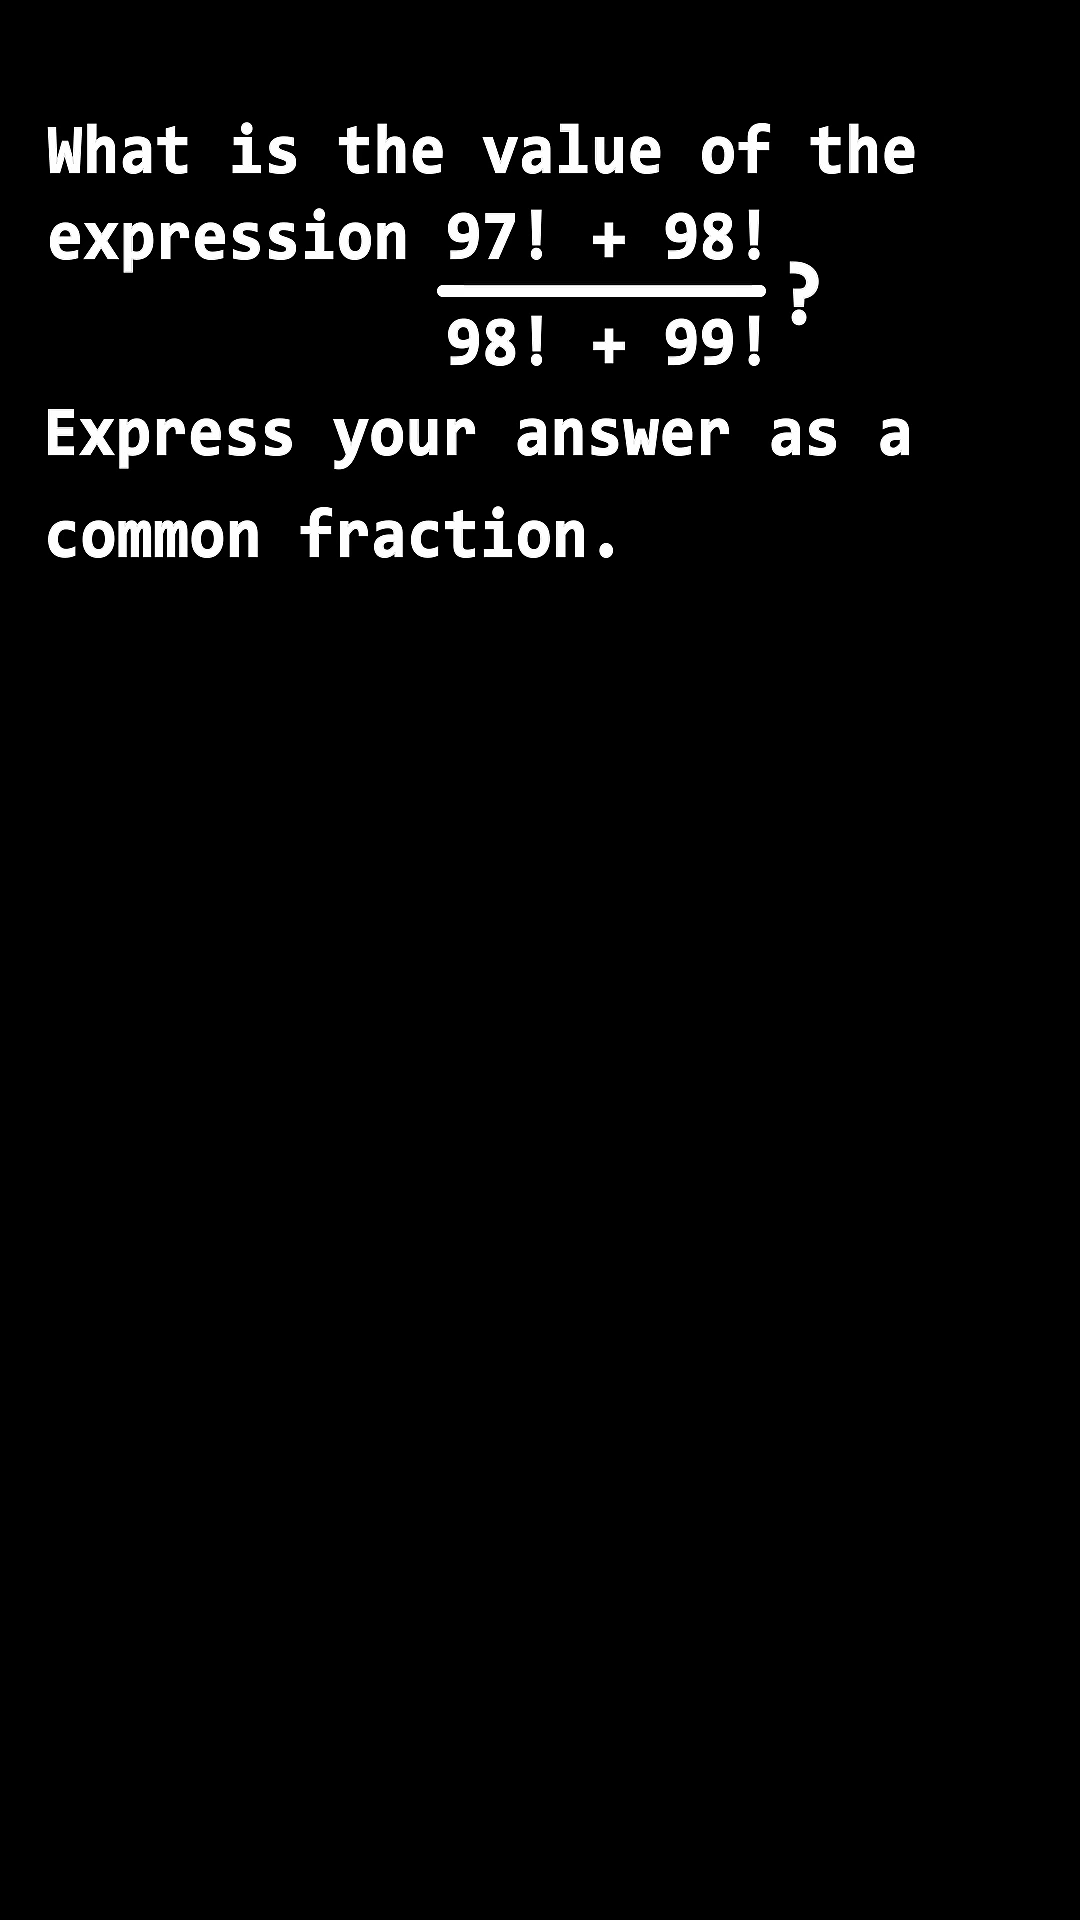 What is the value of the
expression 97! + 98!
?
98! + 99!
Express your answer as a
common fraction.